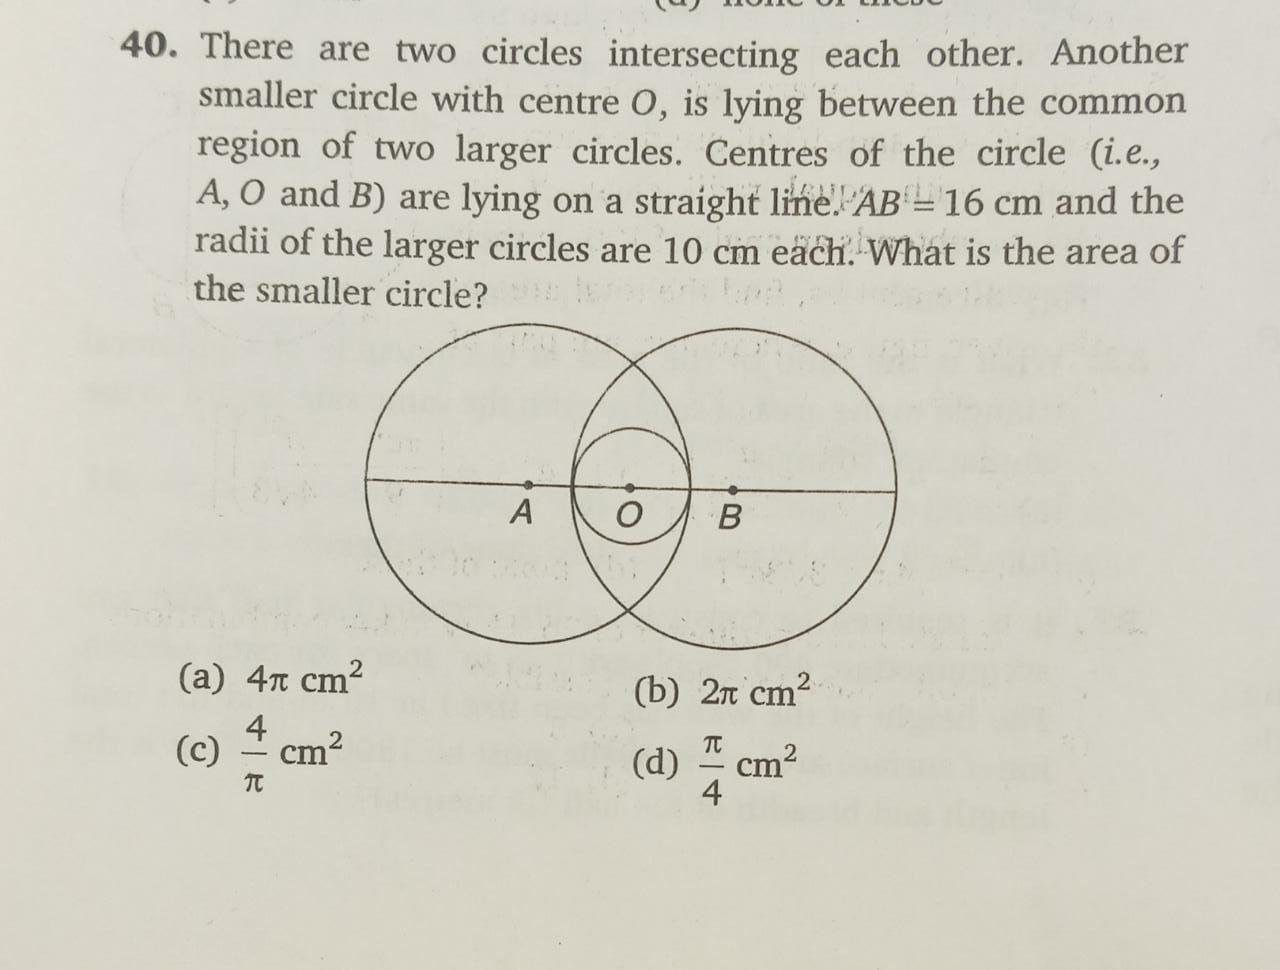 (d) none of these
40. There are two circles intersecting each other. Another
smaller circle with centre O, is lying between the common
region of two larger circles. Centres of the circle (i.e.,
A, O and B) are lying on a straight line. AB = 16 cm and the
radii of the larger circles are 10 cm each. What is the area of
the smaller circle?
A O B
(a) 4π cm² (b) 2π cm²
(c) 4/π cm² (d) π/4 cm²